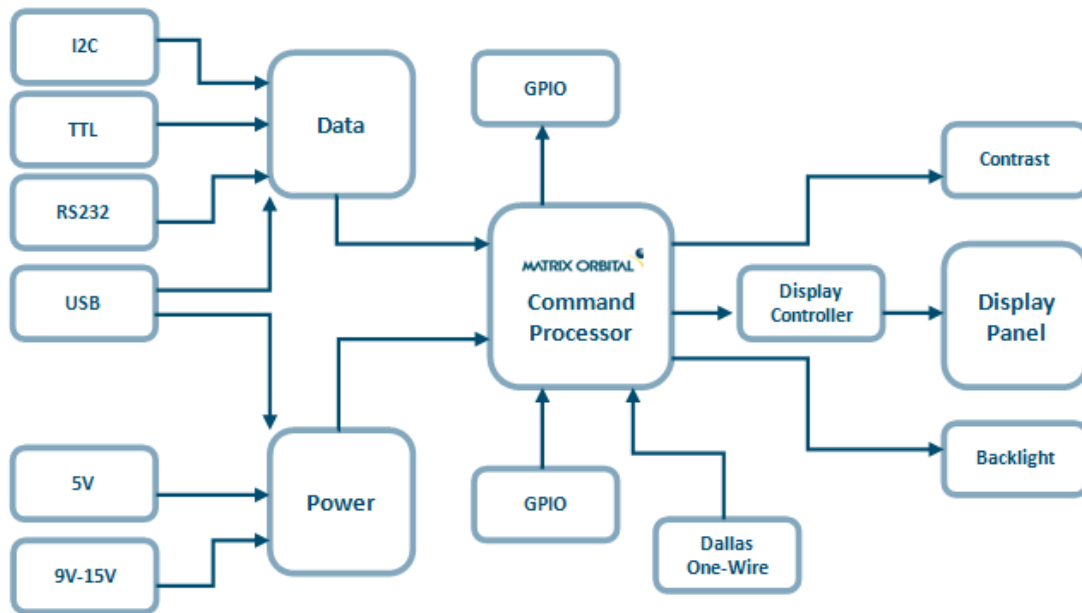 I2C
TTL
RS232
USB
5V
9V-15V
Data
Power
GPIO
MATRIX ORBITAL
Command
Processor
GPIO
Dallas
One-Wire
Display
Controller
Contrast
Display
Panel
Backlight